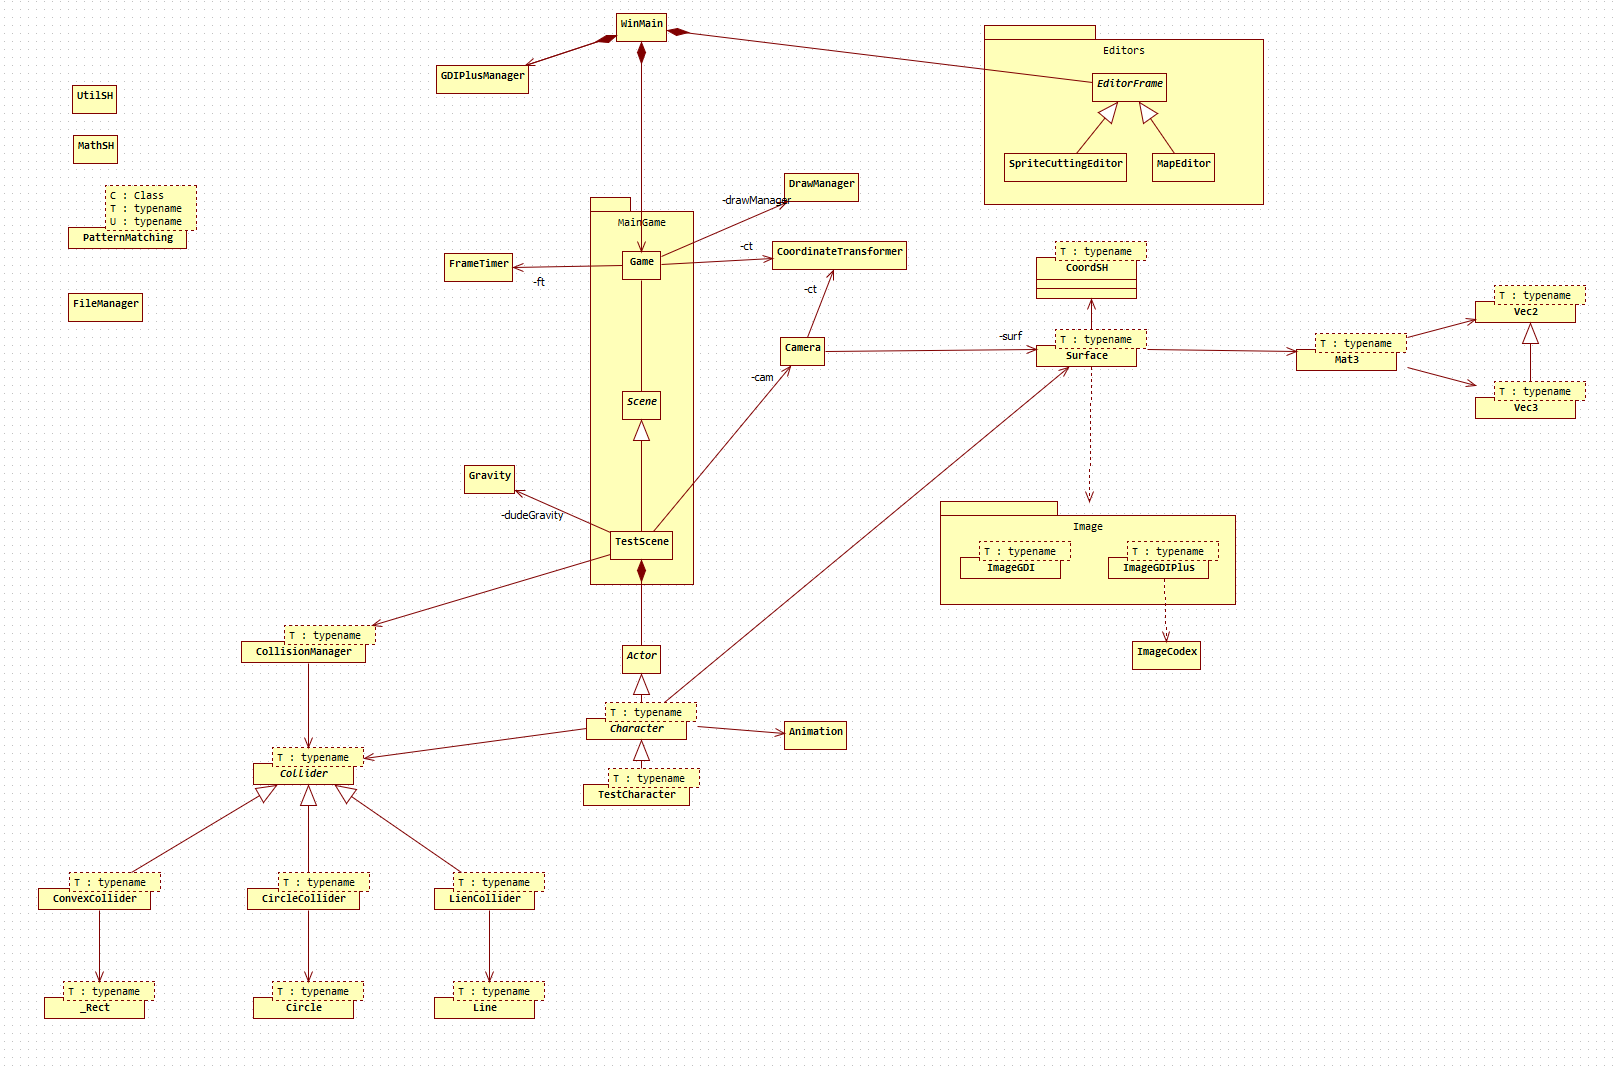 WinMain
GDIPlusManager
Editors
EditorFrame
SpriteCuttingEditor
MapEditor
UtilSH
MathSH
C : Class
T : typename
U : typename
PatternMatching
FileManager
DrawManager
-drawManager
MainGame
Game
FrameTimer
-ft
-ct
CoordinateTransformer
-ct
Camera
-cam
-surf
T : typename
CoordSH
T : typename
Surface
T : typename
Mat3
T : typename
Vec2
T : typename
Vec3
Scene
Gravity
-dudeGravity
TestScene
Image
T : typename
ImageGDI
T : typename
ImageGDIPlus
ImageCodex
T : typename
CollisionManager
Actor
T : typename
Character
Animation
T : typename
TestCharacter
T : typename
Collider
T : typename
ConvexCollider
T : typename
CircleCollider
T : typename
LienCollider
T : typename
_Rect
T : typename
Circle
T : typename
Line